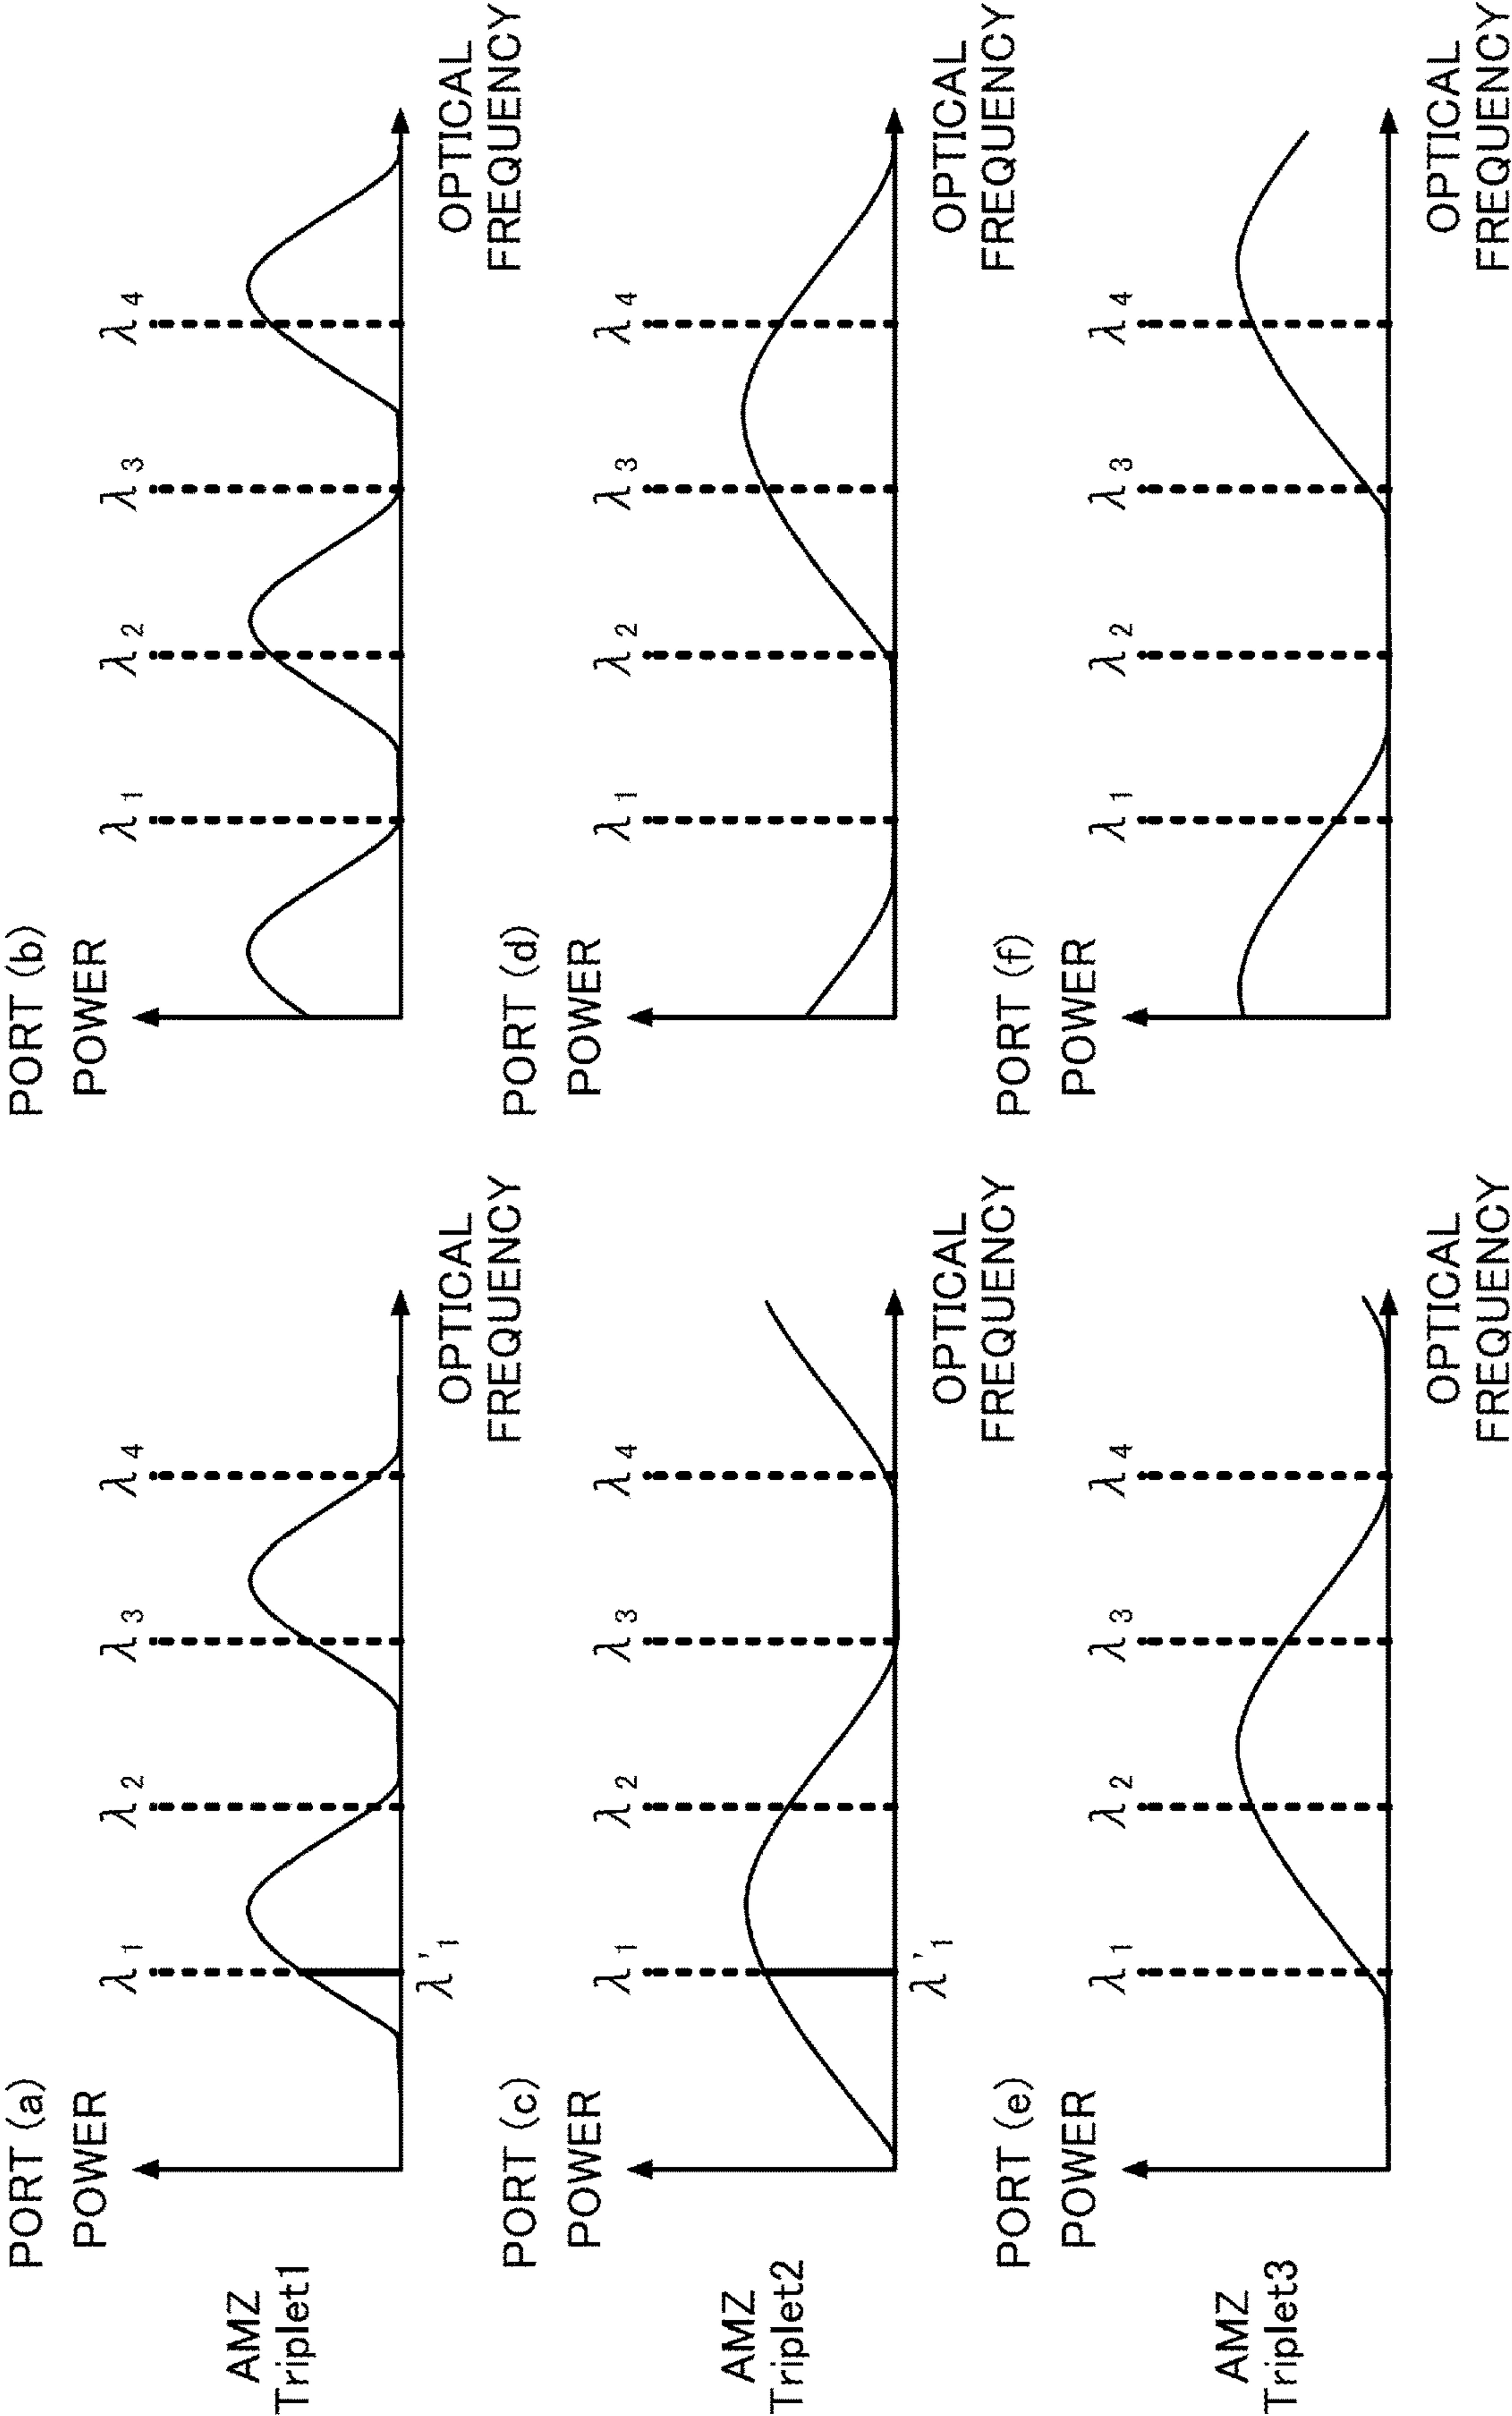 PORT (a)
POWER
λ1
λ2
λ3
λ4
λ'1
OPTICAL
FREQUENCY
AMZ
Triplet1
PORT (b)
POWER
λ1
λ2
λ3
λ4
OPTICAL
FREQUENCY
PORT (c)
POWER
λ1
λ2
λ3
λ4
λ'1
OPTICAL
FREQUENCY
AMZ
Triplet2
PORT (d)
POWER
λ1
λ2
λ3
λ4
OPTICAL
FREQUENCY
PORT (e)
POWER
λ1
λ2
λ3
λ4
OPTICAL
FREQUENCY
AMZ
Triplet3
PORT (f)
POWER
λ1
λ2
λ3
λ4
OPTICAL
FREQUENCY